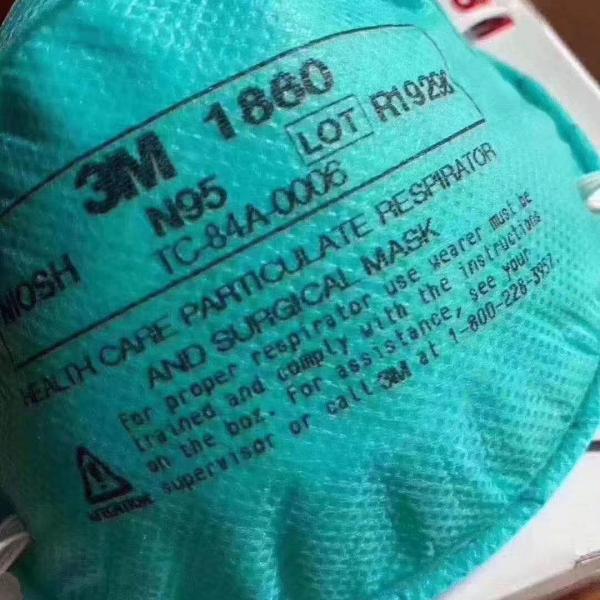 3M 1860
N95
LOT
TC-84A-0006
NIOSH
HEALTH CARE PARTICULATE RESPIRATOR
AND SURGICAL MASK
For proper respirator use wearer must be
trained and comply with the instructions
on the box. For assistance, see your
supervisor or call 3M at 1-800-228-3957.
ATTENTION